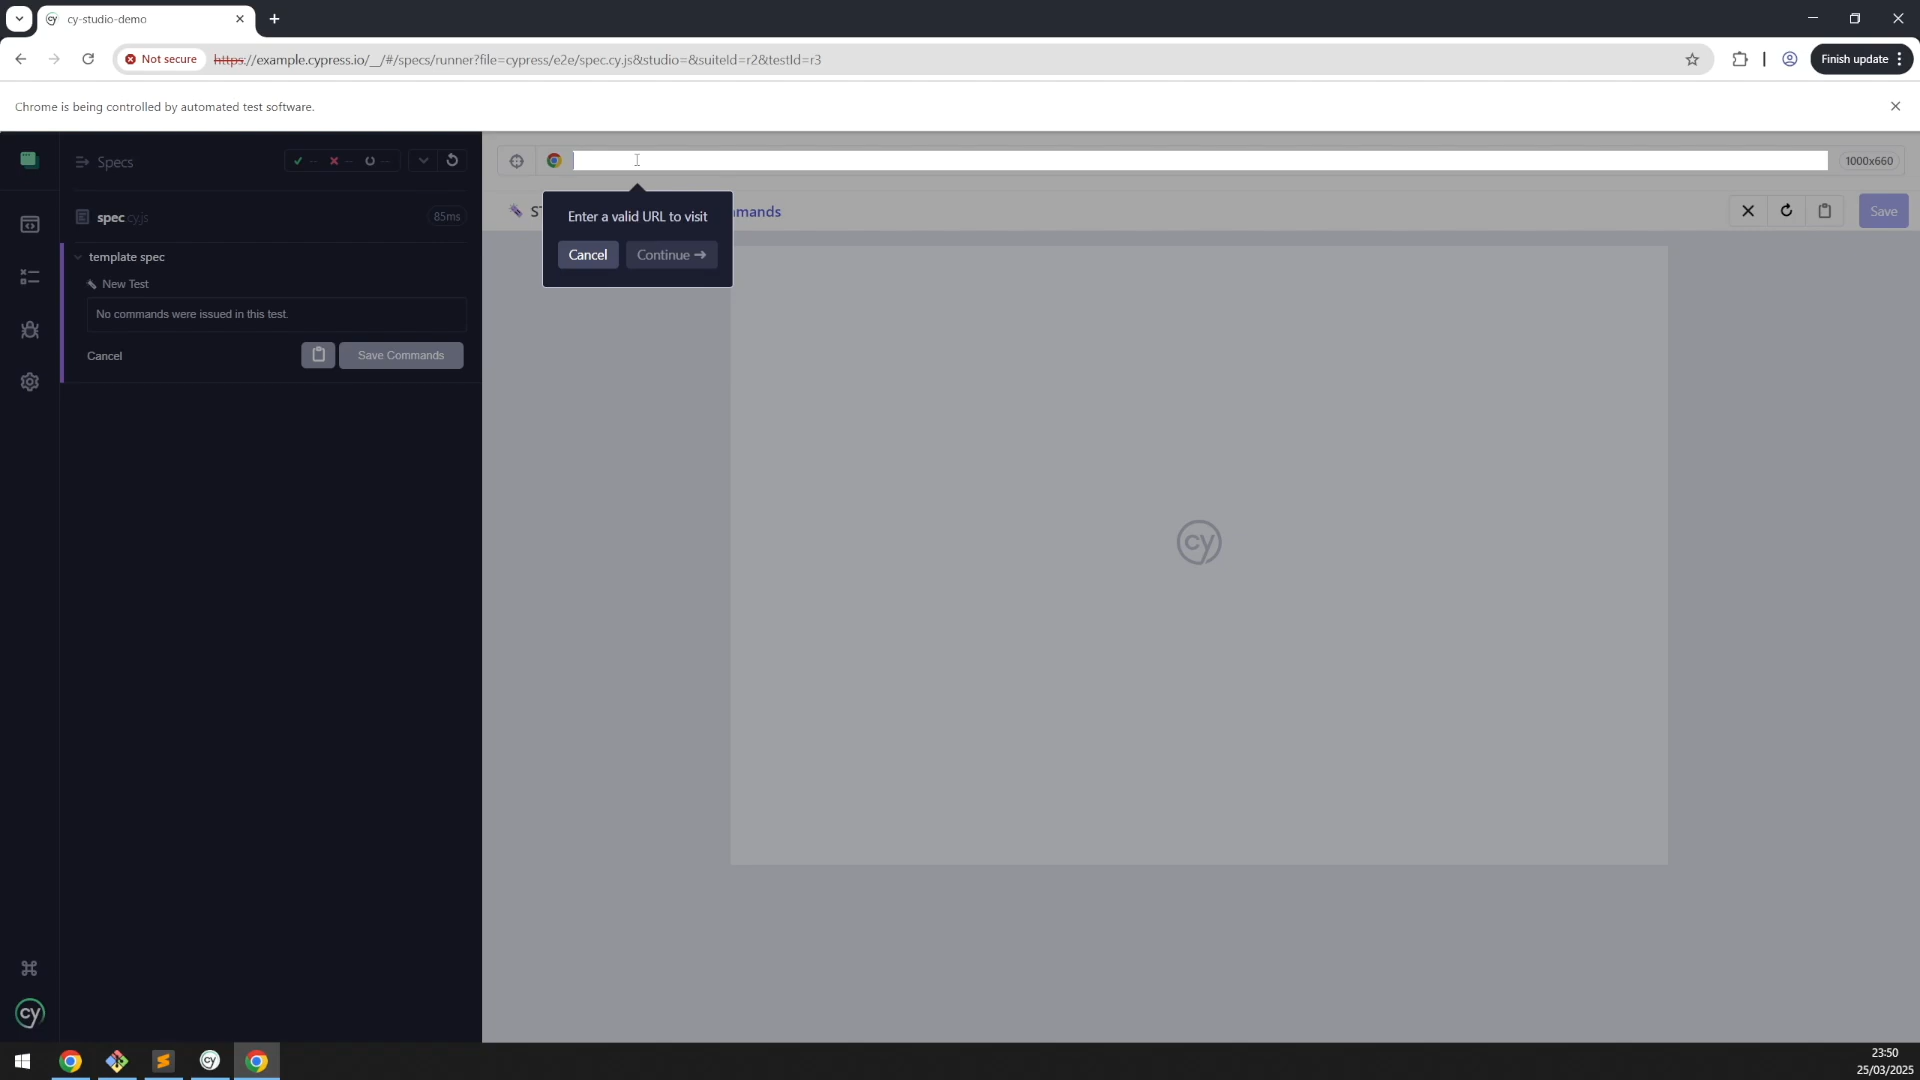 cy-studio-demo
Not secure
https://example.cypress.io/__/#/specs/runner?file=cypress/e2e/spec.cy.js&studio=&suiteId=r2&testId=r3
Finish update
Chrome is being controlled by automated test software.
Specs
-- -- --
1000x660
spec.cy.js
85ms
ST
mmands
Save
Enter a valid URL to visit
Cancel
Continue
template spec
New Test
No commands were issued in this test.
Cancel
Save Commands
cy
cy
23:50
25/03/2025